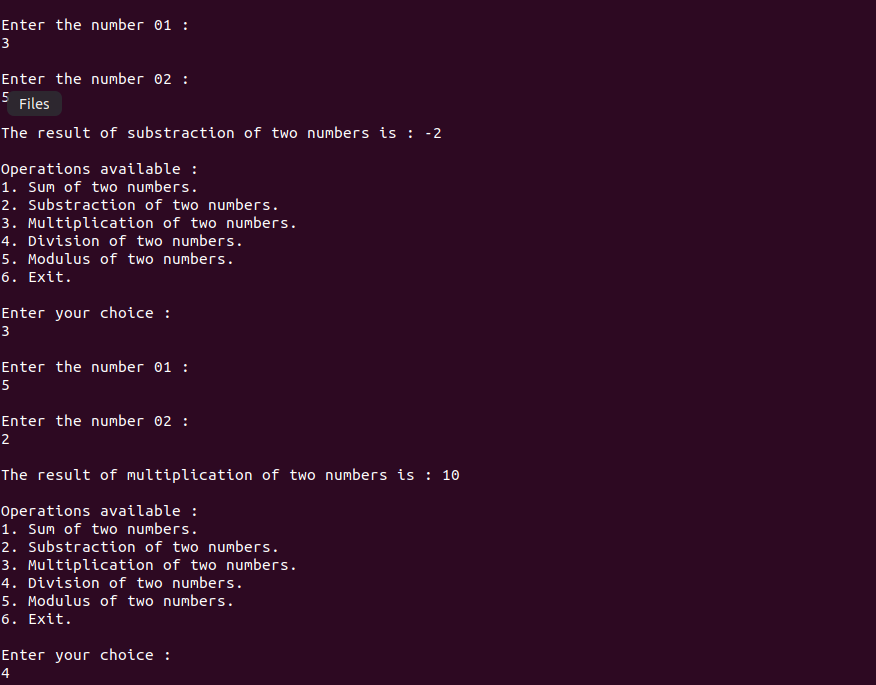 Enter the number 01 :
3
Enter the number 02 :
5
Files
The result of substraction of two numbers is : -2
Operations available :
1. Sum of two numbers.
2. Substraction of two numbers.
3. Multiplication of two numbers.
4. Division of two numbers.
5. Modulus of two numbers.
6. Exit.
Enter your choice :
3
Enter the number 01 :
5
Enter the number 02 :
2
The result of multiplication of two numbers is : 10
Operations available :
1. Sum of two numbers.
2. Substraction of two numbers.
3. Multiplication of two numbers.
4. Division of two numbers.
5. Modulus of two numbers.
6. Exit.
Enter your choice :
4